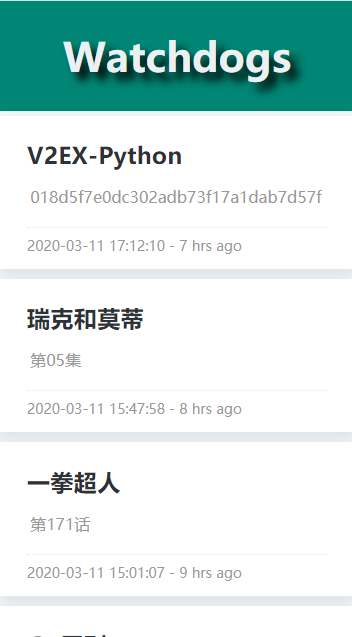 Watchdogs
V2EX-Python
018d5f7e0dc302adb73f17a1dab7d57f
2020-03-11 17:12:10 - 7 hrs ago
瑞克和莫蒂
第05集
2020-03-11 15:47:58 - 8 hrs ago
一拳超人
第171话
2020-03-11 15:01:07 - 9 hrs ago